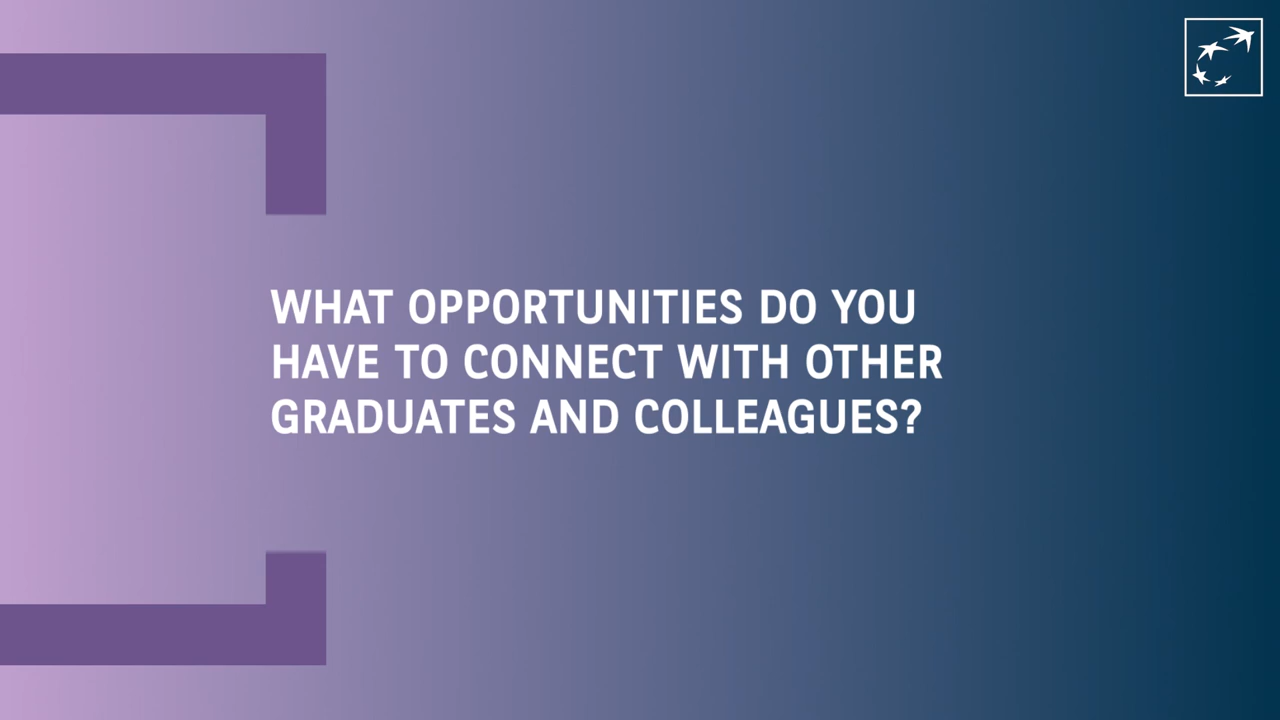 WHAT OPPORTUNITIES DO YOU
HAVE TO CONNECT WITH OTHER
GRADUATES AND COLLEAGUES?